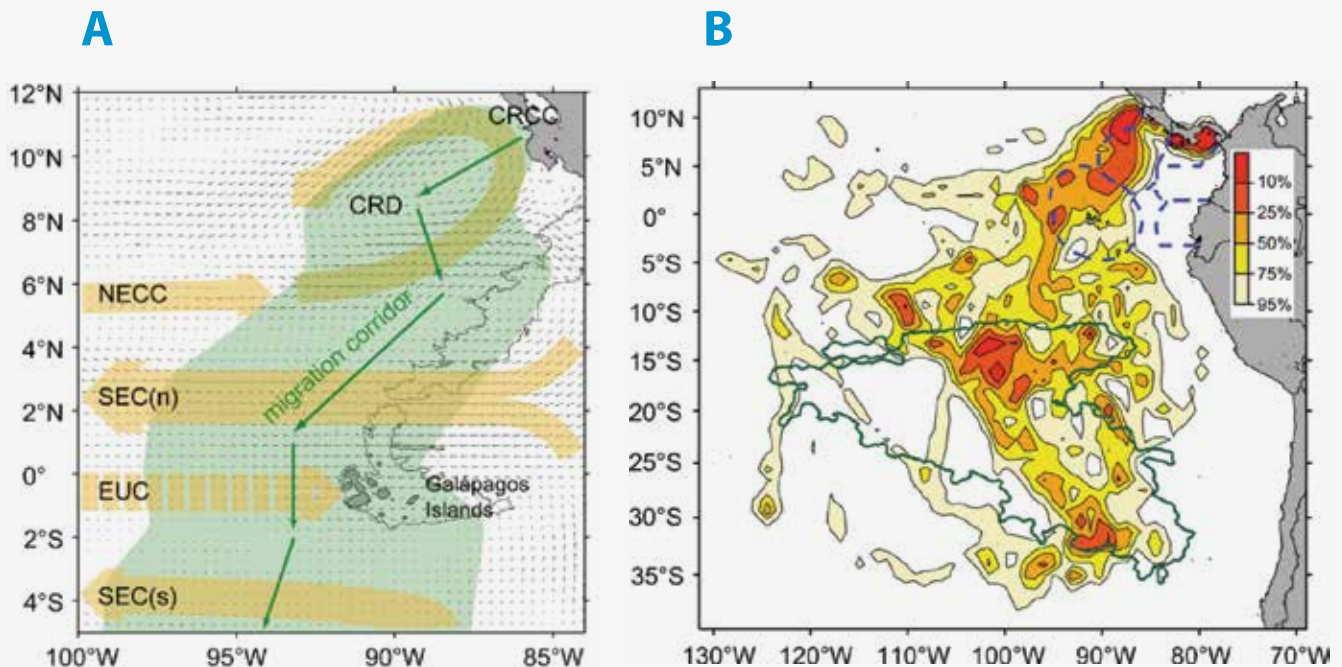 A
B
12°N
10°N
8°N
6°N
4°N
2°N
0°
2°S
4°S
100°W
95°W
90°W
85°W
CRCC
CRD
NECC
migration corridor
SEC(n)
EUC
Galápagos
Islands
SEC(s)
10°N
5°N
0°
5°S
10°S
15°S
20°S
25°S
30°S
35°S
130°W
120°W
110°W
100°W
90°W
80°W
70°W
10%
25%
50%
75%
95%